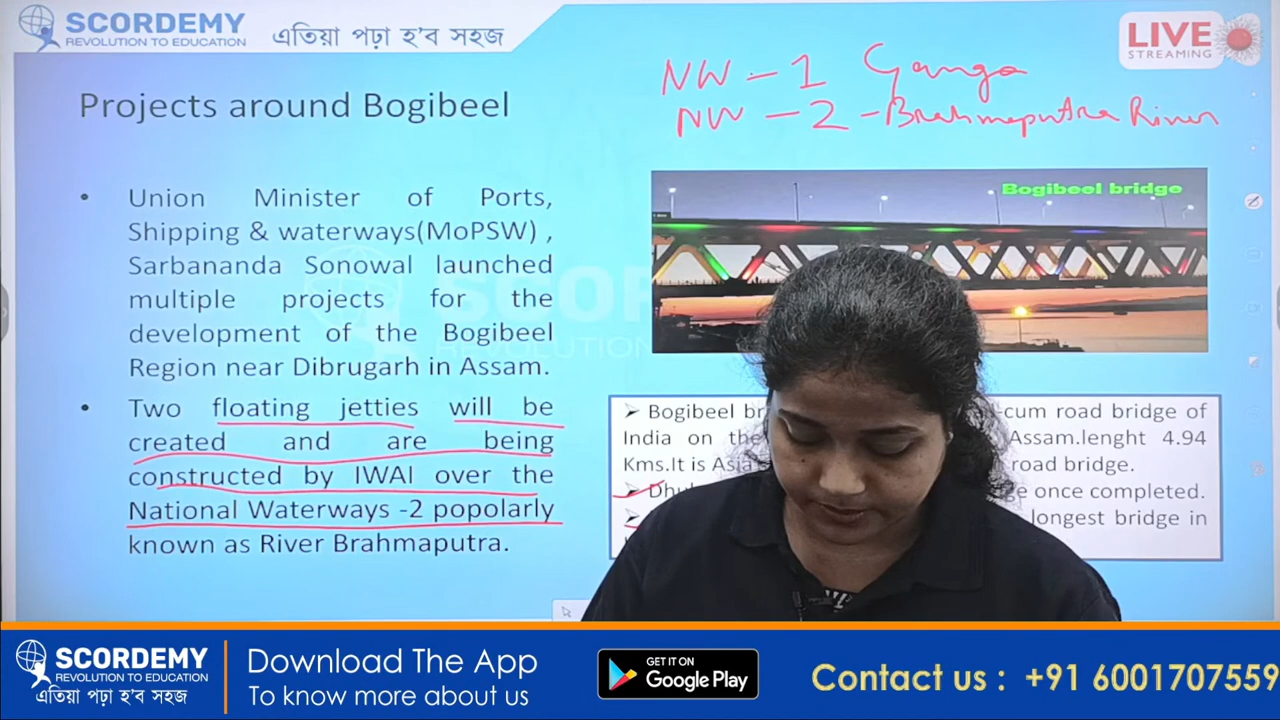 SCORDEMY
REVOLUTION TO EDUCATION
এতিয়া পঢ়া হ'ব সহজ
LIVE
STREAMING
NW - 1 Ganga
NW - 2 - Brahmaputra River
Projects around Bogibeel
Bogibeel bridge
• Union Minister of Ports,
Shipping & waterways(MoPSW) ,
Sarbananda Sonowal launched
multiple projects for the
development of the Bogibeel
Region near Dibrugarh in Assam.
• Two floating jetties will be
created and are being
constructed by IWAI over the
National Waterways -2 popolarly
known as River Brahmaputra.
➢ Bogibeel -cum road bridge of
India on the Assam.lenght 4.94
Kms.It is road bridge.
once completed.
longest bridge in
SCORDEMY
REVOLUTION TO EDUCATION
এতিয়া পঢ়া হ'ব সহজ
Download The App
To know more about us
GET IT ON
Google Play
Contact us : +91 6001707559